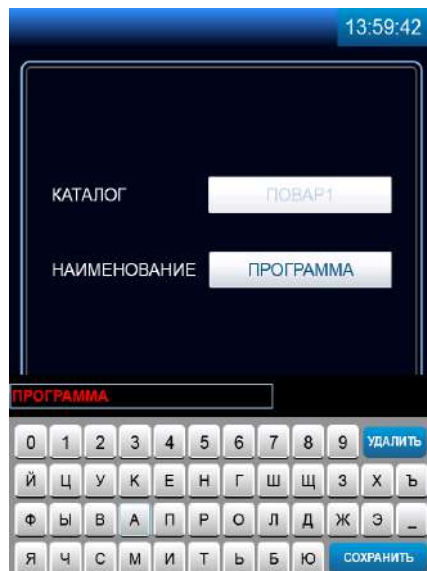 13:59:42
КАТАЛОГ ПОВАР1
НАИМЕНОВАНИЕ ПРОГРАММА
ПРОГРАММА
0 1 2 3 4 5 6 7 8 9 УДАЛИТЬ
Й Ц У К Е Н Г Ш Щ З Х Ъ
Ф Ы В А П Р О Л Д Ж Э _
Я Ч С М И Т Ь Б Ю СОХРАНИТЬ